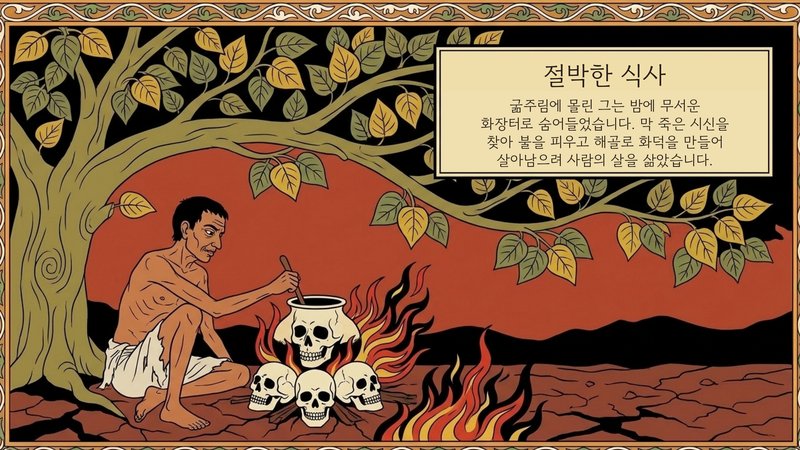 절박한 식사
굶주림에 몰린 그는 밤에 무서운
화장터로 숨어들었습니다. 막 죽은 시신을
찾아 불을 피우고 해골로 화덕을 만들어
살아남으려 사람의 살을 삶았습니다.